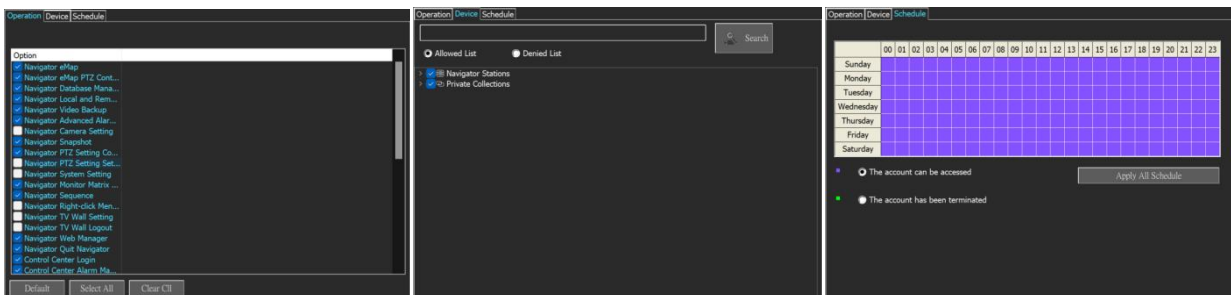 Operation Device Schedule
Option
Navigator eMap
Navigator eMap PTZ Cont...
Navigator Database Mana...
Navigator Local and Rem...
Navigator Video Backup
Navigator Advanced Alar...
Navigator Camera Setting
Navigator Snapshot
Navigator PTZ Setting Co...
Navigator PTZ Setting Set...
Navigator System Setting
Navigator Monitor Matrix ...
Navigator Sequence
Navigator Right-click Men...
Navigator TV Wall Setting
Navigator TV Wall Logout
Navigator Web Manager
Navigator Quit Navigator
Control Center Login
Control Center Alarm Ma...
Default Select All Clear Cll
Operation Device Schedule
Search
Allowed List Denied List
Navigator Stations
Private Collections
Operation Device Schedule
00 01 02 03 04 05 06 07 08 09 10 11 12 13 14 15 16 17 18 19 20 21 22 23
Sunday
Monday
Tuesday
Wednesday
Thursday
Friday
Saturday
The account can be accessed
Apply All Schedule
The account has been terminated